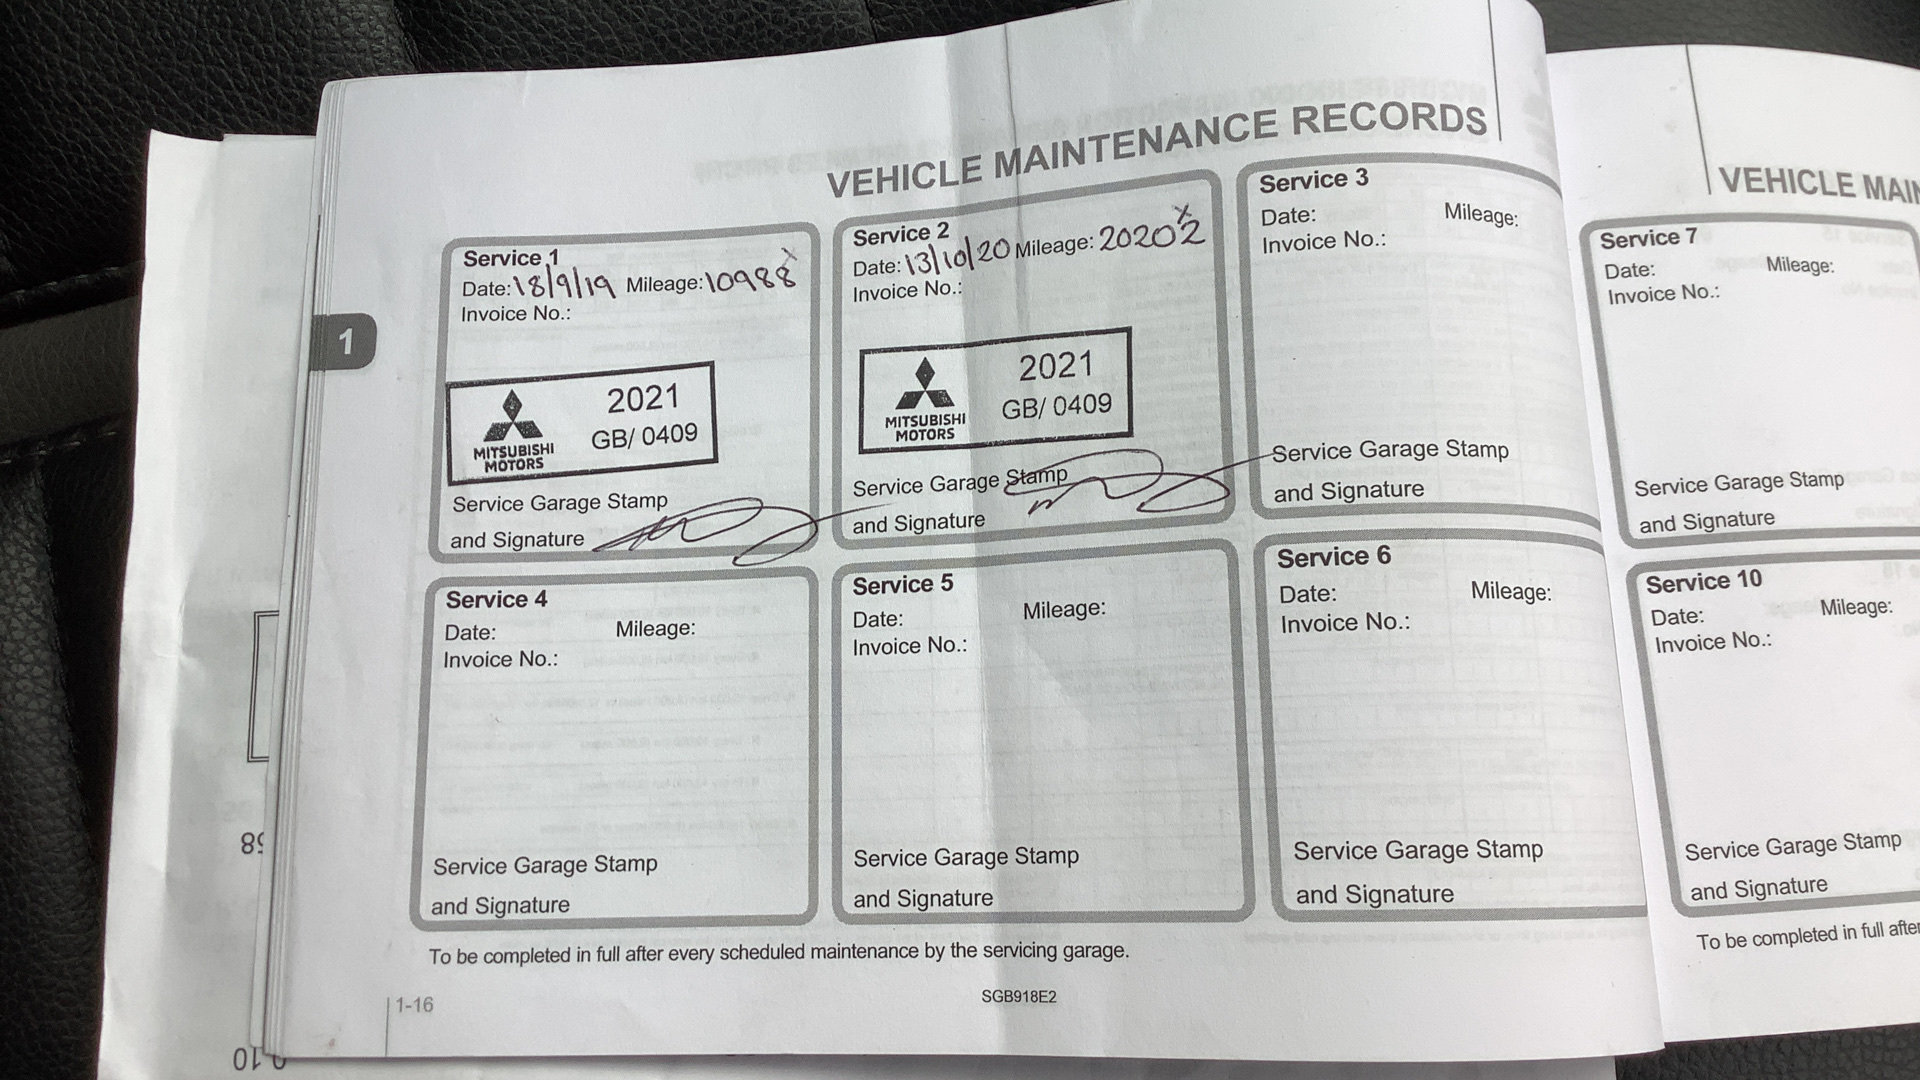 VEHICLE MAINTENANCE RECORDS
1
Service 1
Date: 18/9/19 Mileage: 10988
Invoice No.:
MITSUBISHI
MOTORS
2021
GB/ 0409
Service Garage Stamp
and Signature
Service 2
Date: 13/10/20 Mileage: 20202
Invoice No.:
MITSUBISHI
MOTORS
2021
GB/ 0409
Service Garage Stamp
and Signature
Service 3
Date: Mileage:
Invoice No.:
Service Garage Stamp
and Signature
Service 4
Date: Mileage:
Invoice No.:
Service Garage Stamp
and Signature
Service 5
Date: Mileage:
Invoice No.:
Service Garage Stamp
and Signature
Service 6
Date: Mileage:
Invoice No.:
Service Garage Stamp
and Signature
To be completed in full after every scheduled maintenance by the servicing garage.
1-16
SGB918E2
VEHICLE MAIN
Service 7
Date: Mileage:
Invoice No.:
Service Garage Stamp
and Signature
Service 10
Date: Mileage:
Invoice No.:
Service Garage Stamp
and Signature
To be completed in full after